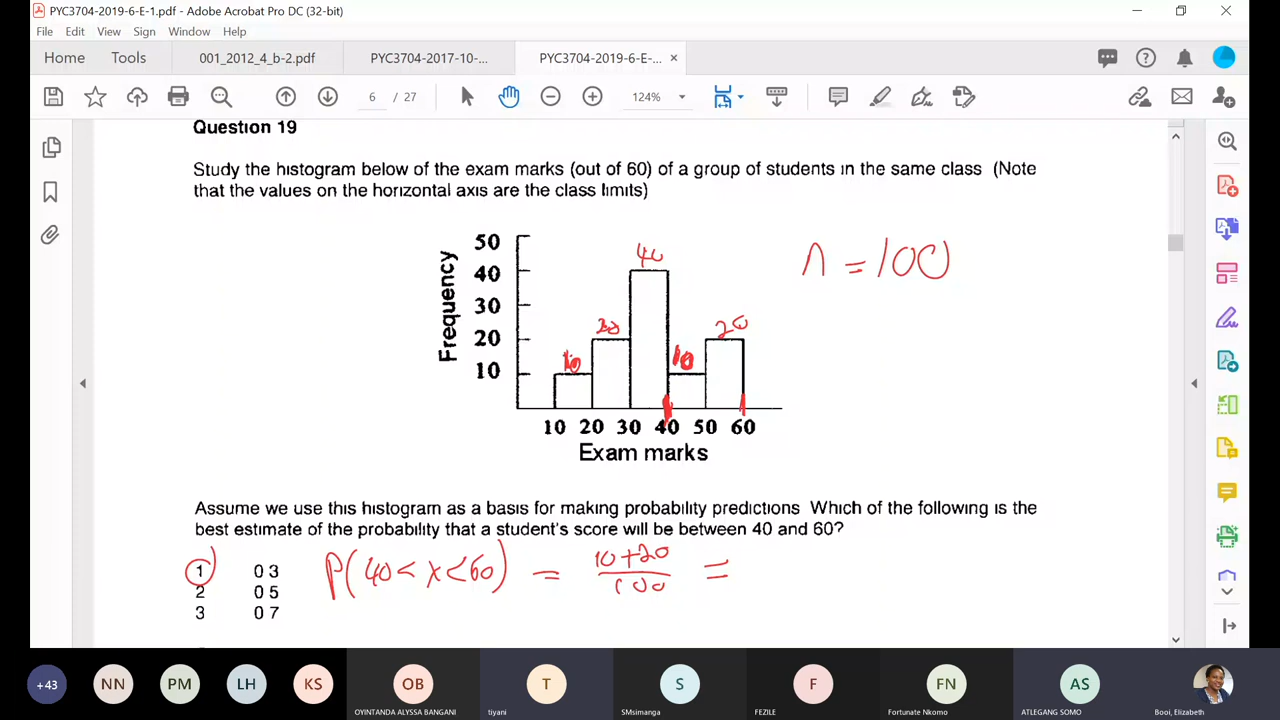 PYC3704-2019-6-E-1.pdf - Adobe Acrobat Pro DC (32-bit)
File Edit View Sign Window Help
Home Tools 001_2012_4_b-2.pdf PYC3704-2017-10-... PYC3704-2019-6-E-... ×
6 / 27 124%
Question 19
Study the histogram below of the exam marks (out of 60) of a group of students in the same class (Note
that the values on the horizontal axis are the class limits)
n = 100
Frequency
50
40
30
20
10
10 20 40 10 20
10 20 30 40 50 60
Exam marks
Assume we use this histogram as a basis for making probability predictions Which of the following is the
best estimate of the probability that a student's score will be between 40 and 60?
1 0 3
2 0 5
3 0 7
P(40 < x < 60) = 10+20 / 100 =
+43 NN PM LH KS OB T S F FN AS
OYINTANDA ALYSSA BANGANI tiyani SMsimanga FEZILE Fortunate Nkomo ATLEGANG SOMO Booi, Elizabeth